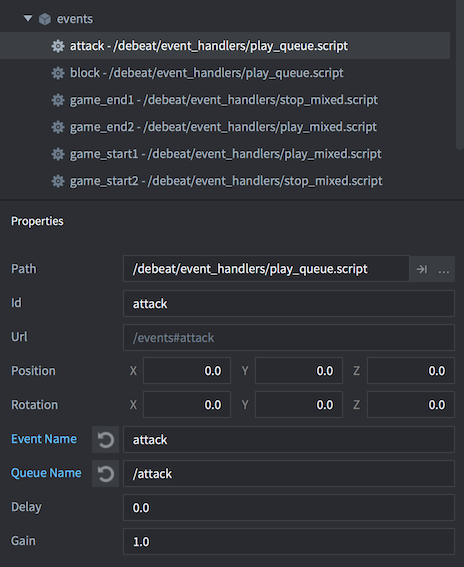 events
attack - /debeat/event_handlers/play_queue.script
block - /debeat/event_handlers/play_queue.script
game_end1 - /debeat/event_handlers/stop_mixed.script
game_end2 - /debeat/event_handlers/play_mixed.script
game_start1 - /debeat/event_handlers/play_mixed.script
game_start2 - /debeat/event_handlers/stop_mixed.script
Properties
Path /debeat/event_handlers/play_queue.script ...
Id attack
Url /events#attack
Position X 0.0 Y 0.0 Z 0.0
Rotation X 0.0 Y 0.0 Z 0.0
Event Name attack
Queue Name /attack
Delay 0.0
Gain 1.0